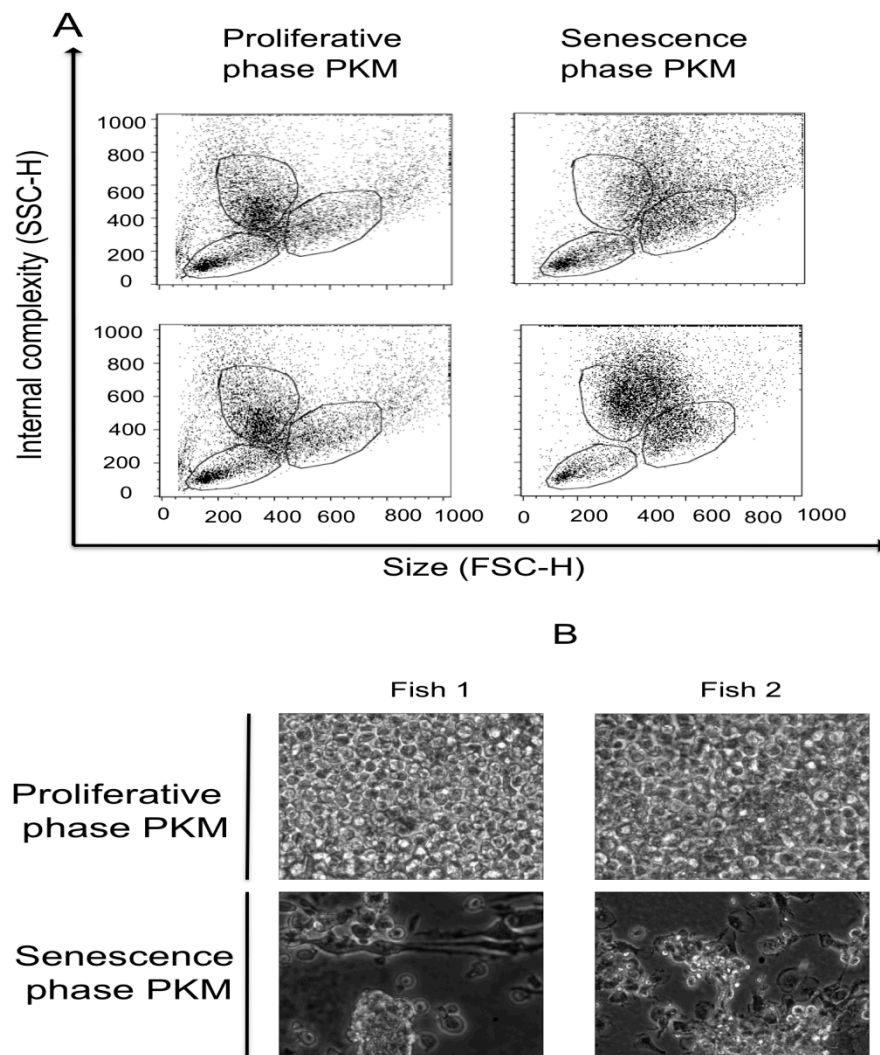 A
Proliferative
phase PKM
Senescence
phase PKM
Internal complexity (SSC-H)
1000
800
600
400
200
0
1000
800
600
400
200
0
0 200 400 600 800 1000
0 200 400 600 800 1000
Size (FSC-H)
B
Fish 1
Fish 2
Proliferative
phase PKM
Senescence
phase PKM